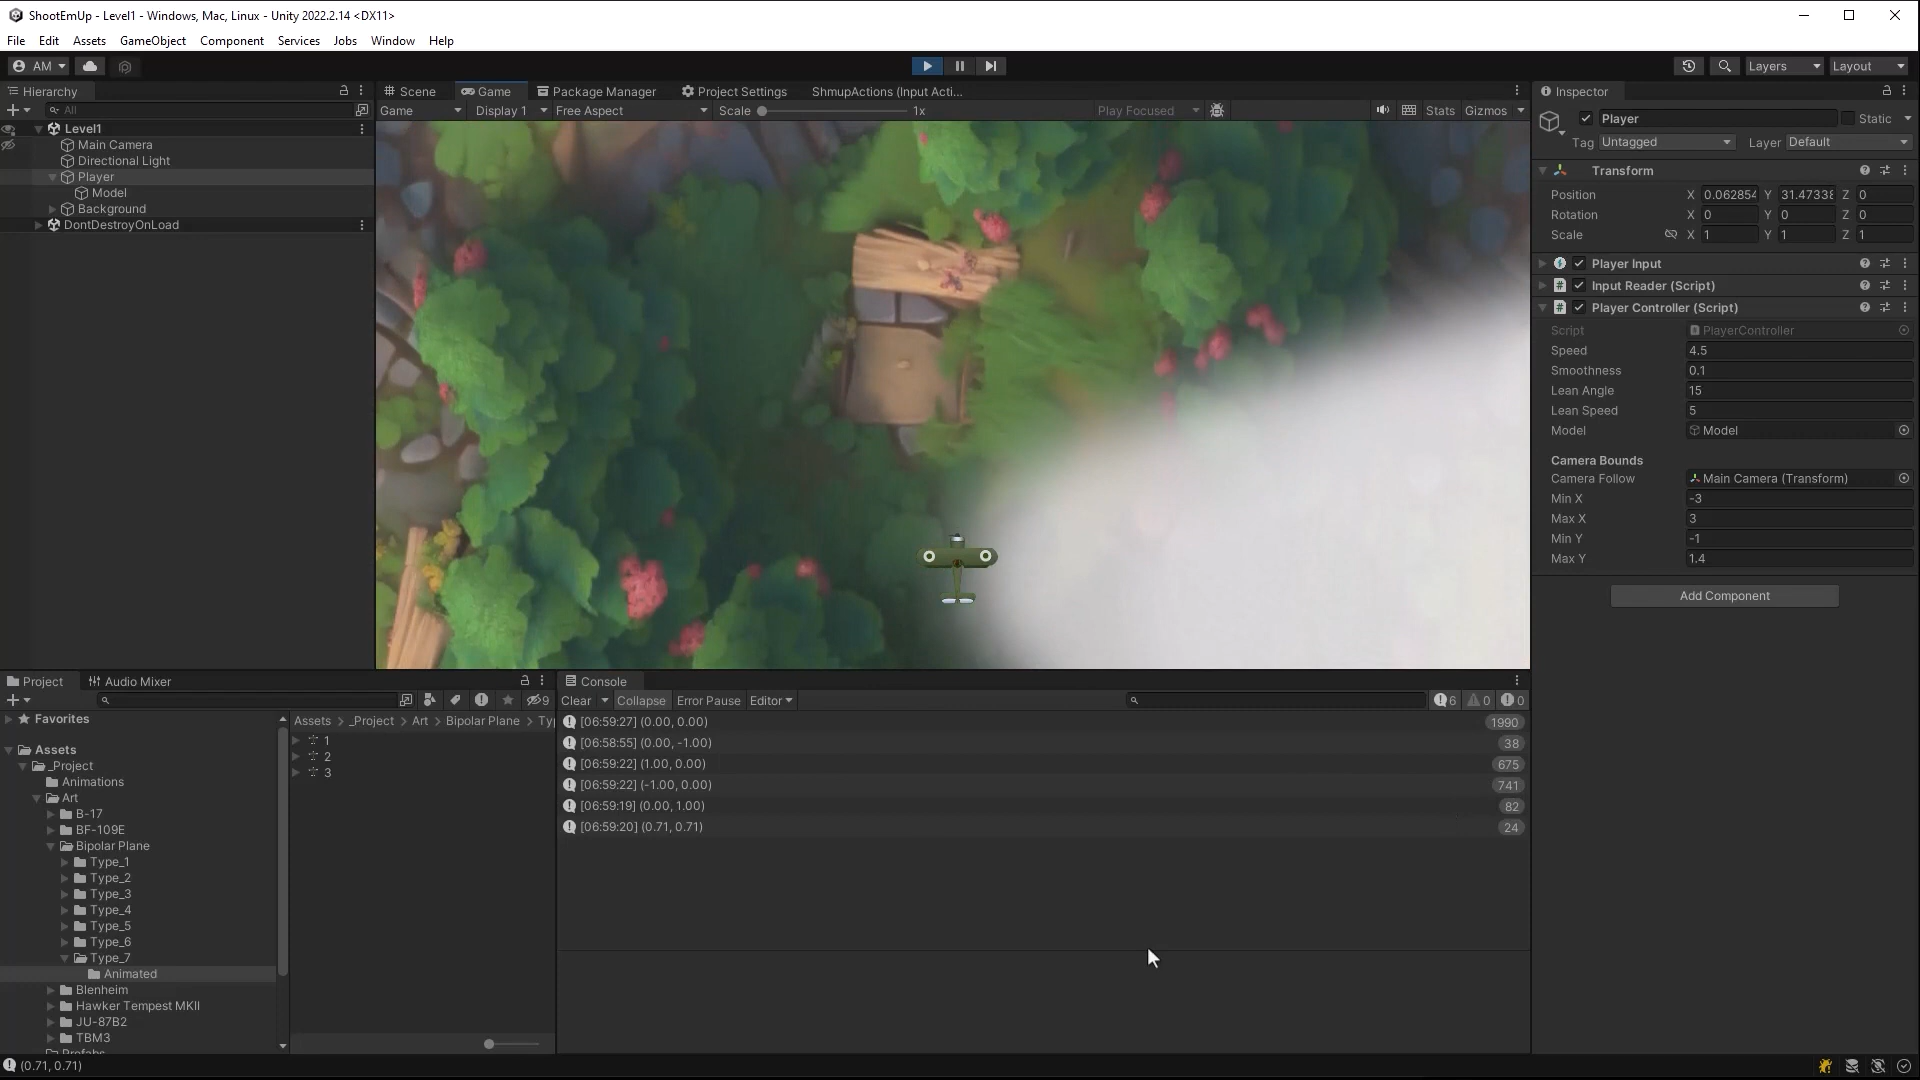 ShootEmUp - Level1 - Windows, Mac, Linux - Unity 2022.2.14 <DX11>
File Edit Assets GameObject Component Services Jobs Window Help
AM Layers Layout
Hierarchy
All
Level1
Main Camera
Directional Light
Player
Model
Background
DontDestroyOnLoad
Scene Game Package Manager Project Settings ShmupActions (Input Acti...
Game Display 1 Free Aspect Scale 1x Play Focused Stats Gizmos
Inspector
Player Static
Tag Untagged Layer Default
Transform
Position X 0.062854 Y 31.47338 Z 0
Rotation X 0 Y 0 Z 0
Scale X 1 Y 1 Z 1
Player Input
Input Reader (Script)
Player Controller (Script)
Script PlayerController
Speed 4.5
Smoothness 0.1
Lean Angle 15
Lean Speed 5
Model Model
Camera Bounds
Camera Follow Main Camera (Transform)
Min X -3
Max X 3
Min Y -1
Max Y 1.4
Add Component
Project Audio Mixer
9
Favorites
Assets
_Project
Animations
Art
B-17
BF-109E
Bipolar Plane
Type_1
Type_2
Type_3
Type_4
Type_5
Type_6
Type_7
Animated
Blenheim
Hawker Tempest MKII
JU-87B2
TBM3
Prefabs
Assets > _Project > Art > Bipolar Plane > Ty
1
2
3
Console
Clear Collapse Error Pause Editor 6 0 0
[06:59:27] (0.00, 0.00) 1990
[06:58:55] (0.00, -1.00) 38
[06:59:22] (1.00, 0.00) 675
[06:59:22] (-1.00, 0.00) 741
[06:59:19] (0.00, 1.00) 82
[06:59:20] (0.71, 0.71) 24
(0.71, 0.71)